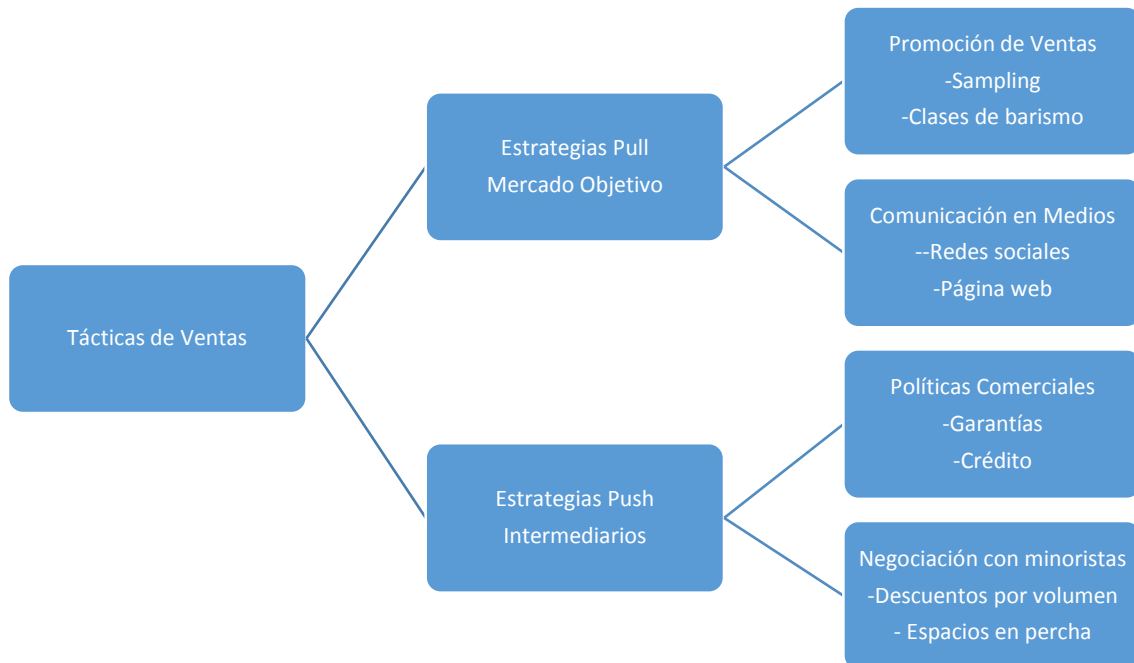 Tácticas de Ventas
Estrategias Pull
Mercado Objetivo
Promoción de Ventas
-Sampling
-Clases de barismo
Comunicación en Medios
--Redes sociales
-Página web
Estrategias Push
Intermediarios
Políticas Comerciales
-Garantías
-Crédito
Negociación con minoristas
-Descuentos por volumen
- Espacios en percha